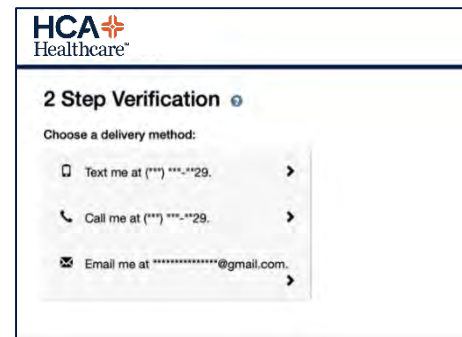 HCA
Healthcare™
2 Step Verification
Choose a delivery method:
Text me at (***) ***-**29.
Call me at (***) ***-**29.
Email me at ***************@gmail.com.